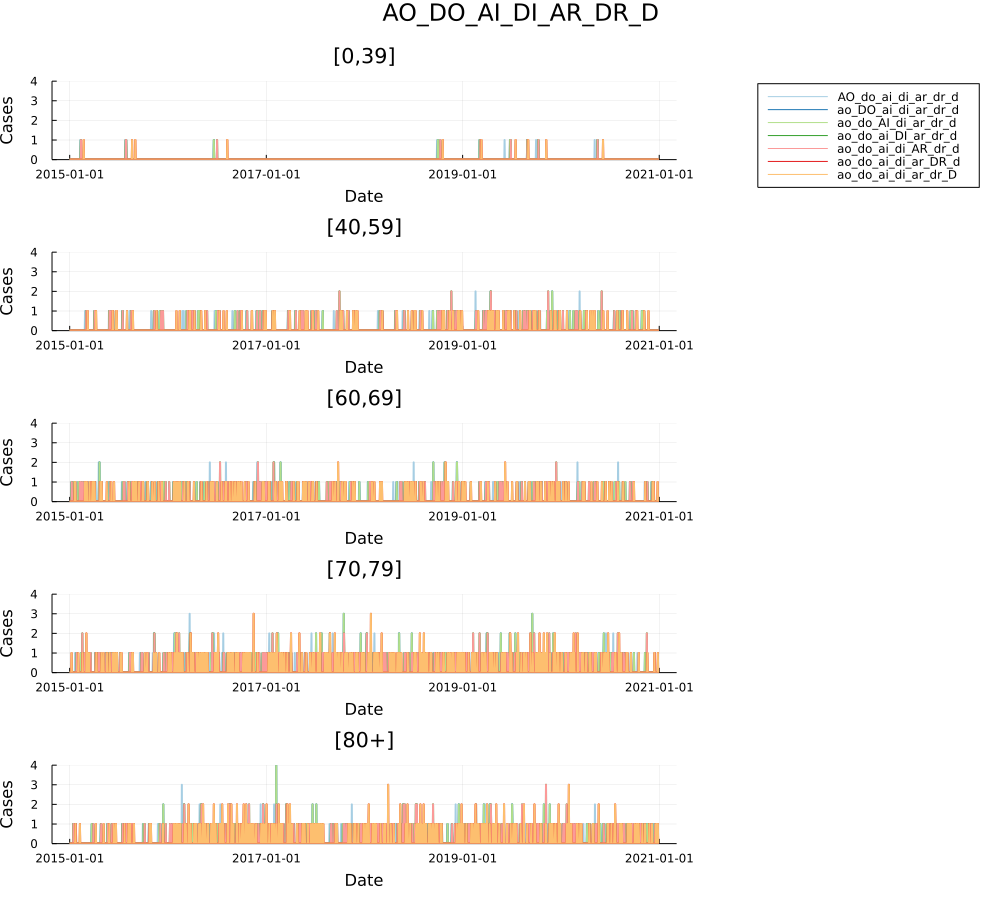 AO_DO_AI_DI_AR_DR_D
[0,39]
Cases
4
3
2
1
0
2015-01-01 2017-01-01 2019-01-01 2021-01-01
Date
AO_do_ai_di_ar_dr_d
ao_DO_ai_di_ar_dr_d
ao_do_AI_di_ar_dr_d
ao_do_ai_DI_ar_dr_d
ao_do_ai_di_AR_dr_d
ao_do_ai_di_ar_DR_d
ao_do_ai_di_ar_dr_D
[40,59]
Cases
4
3
2
1
0
2015-01-01 2017-01-01 2019-01-01 2021-01-01
Date
[60,69]
Cases
4
3
2
1
0
2015-01-01 2017-01-01 2019-01-01 2021-01-01
Date
[70,79]
Cases
4
3
2
1
0
2015-01-01 2017-01-01 2019-01-01 2021-01-01
Date
[80+]
Cases
4
3
2
1
0
2015-01-01 2017-01-01 2019-01-01 2021-01-01
Date